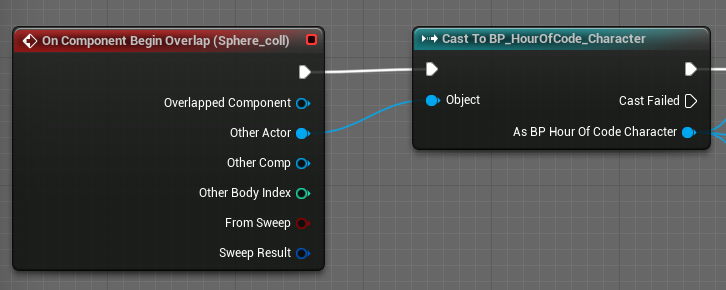 On Component Begin Overlap (Sphere_coll)
Overlapped Component
Other Actor
Other Comp
Other Body Index
From Sweep
Sweep Result
Cast To BP_HourOfCode_Character
Object
Cast Failed
As BP Hour Of Code Character